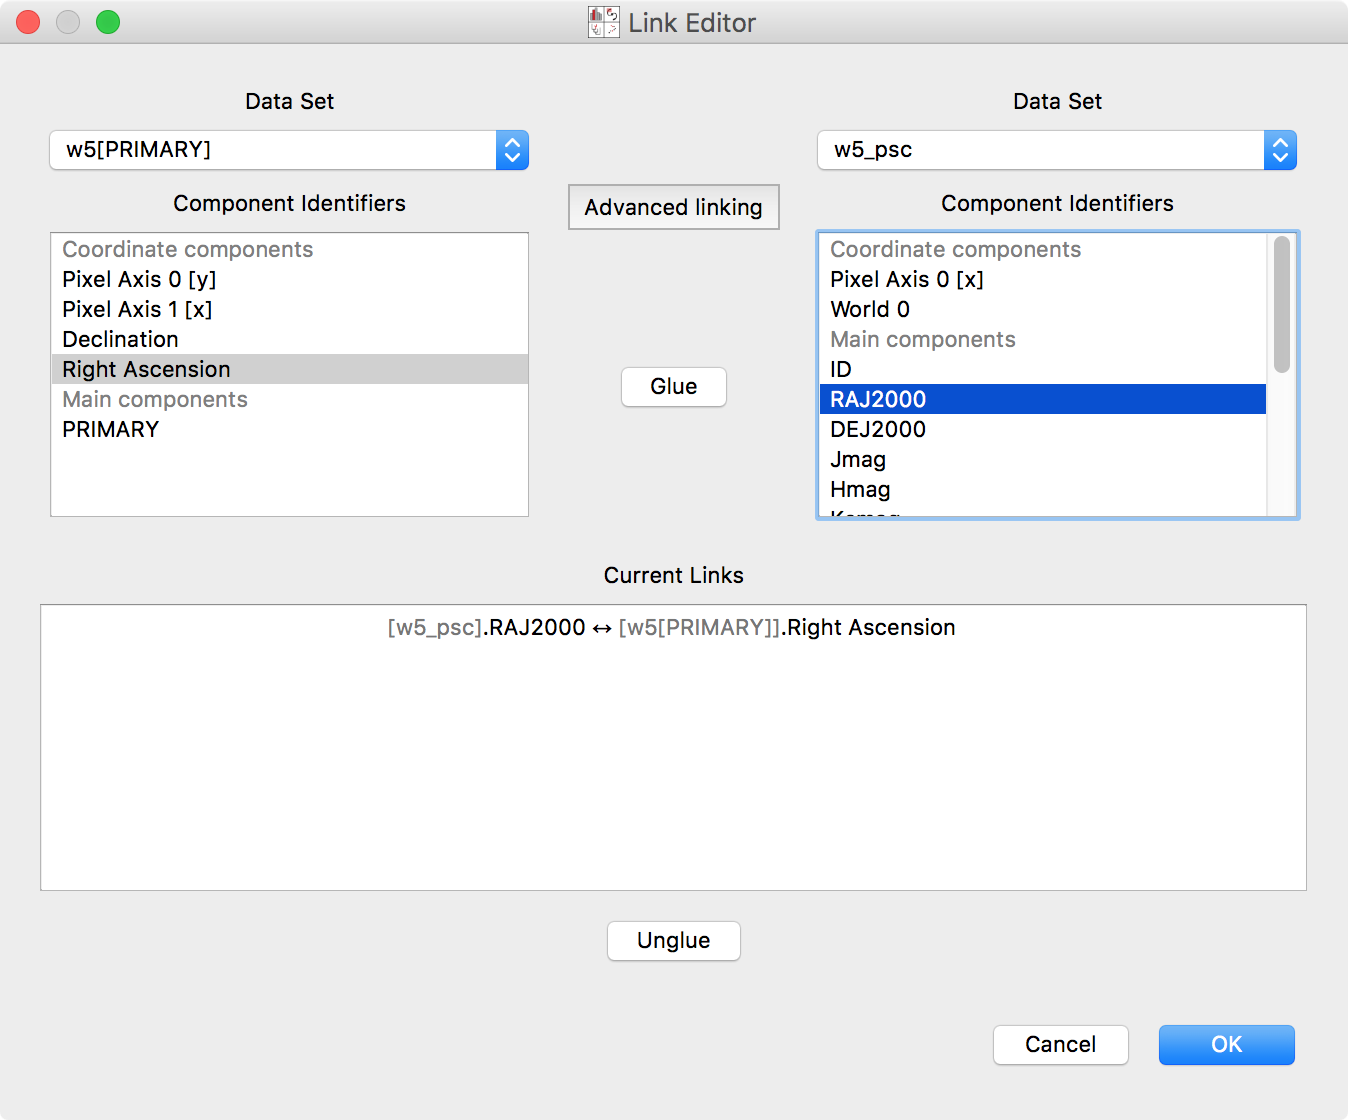 Link Editor
Data Set
w5[PRIMARY]
Component Identifiers
Coordinate components
Pixel Axis 0 [y]
Pixel Axis 1 [x]
Declination
Right Ascension
Main components
PRIMARY
Advanced linking
Glue
Data Set
w5_psc
Component Identifiers
Coordinate components
Pixel Axis 0 [x]
World 0
Main components
ID
RAJ2000
DEJ2000
Jmag
Hmag
Current Links
[w5_psc].RAJ2000 ↔ [w5[PRIMARY]].Right Ascension
Unglue
Cancel
OK